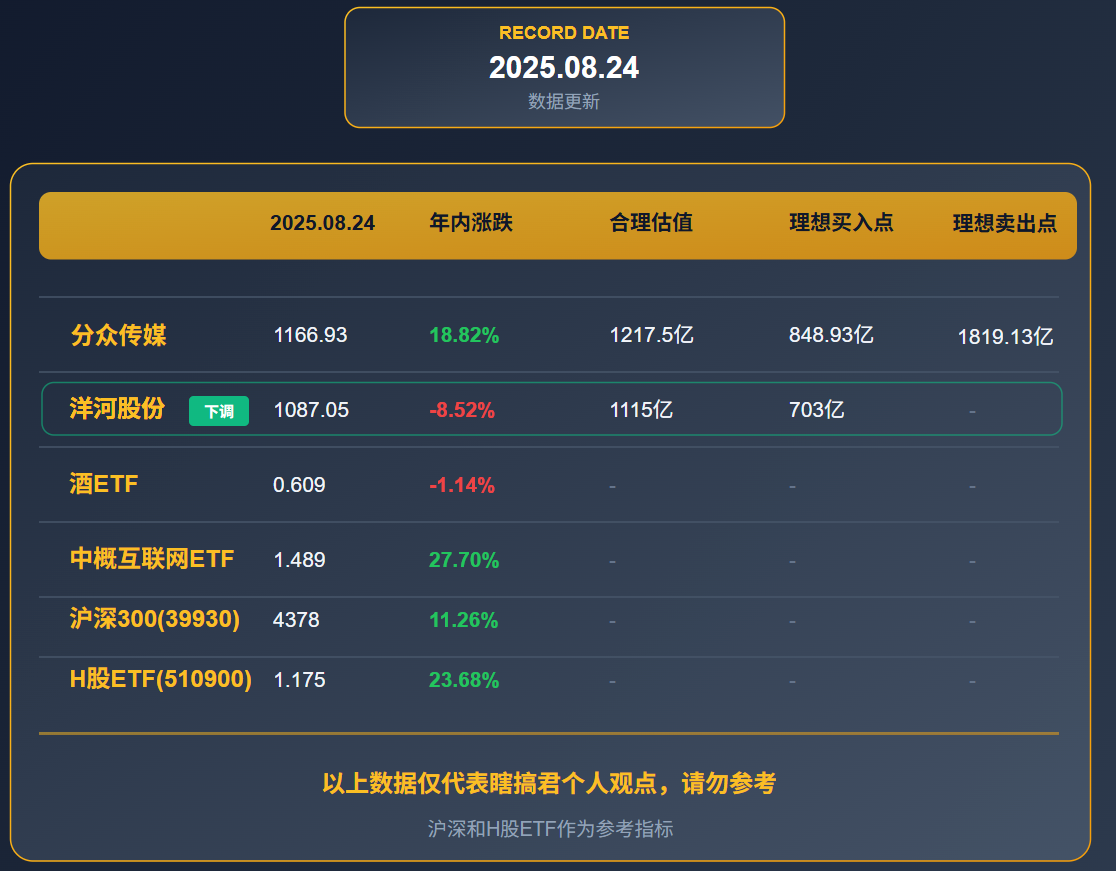 RECORD DATE
2025.08.24
数据更新
2025.08.24 年内涨跌 合理估值 理想买入点 理想卖出点
分众传媒 1166.93 18.82% 1217.5亿 848.93亿 1819.13亿
洋河股份 下调 1087.05 -8.52% 1115亿 703亿 -
酒ETF 0.609 -1.14% - - -
中概互联网ETF 1.489 27.70% - - -
沪深300(39930) 4378 11.26% - - -
H股ETF(510900) 1.175 23.68% - - -
以上数据仅代表瞎搞君个人观点，请勿参考
沪深和H股ETF作为参考指标